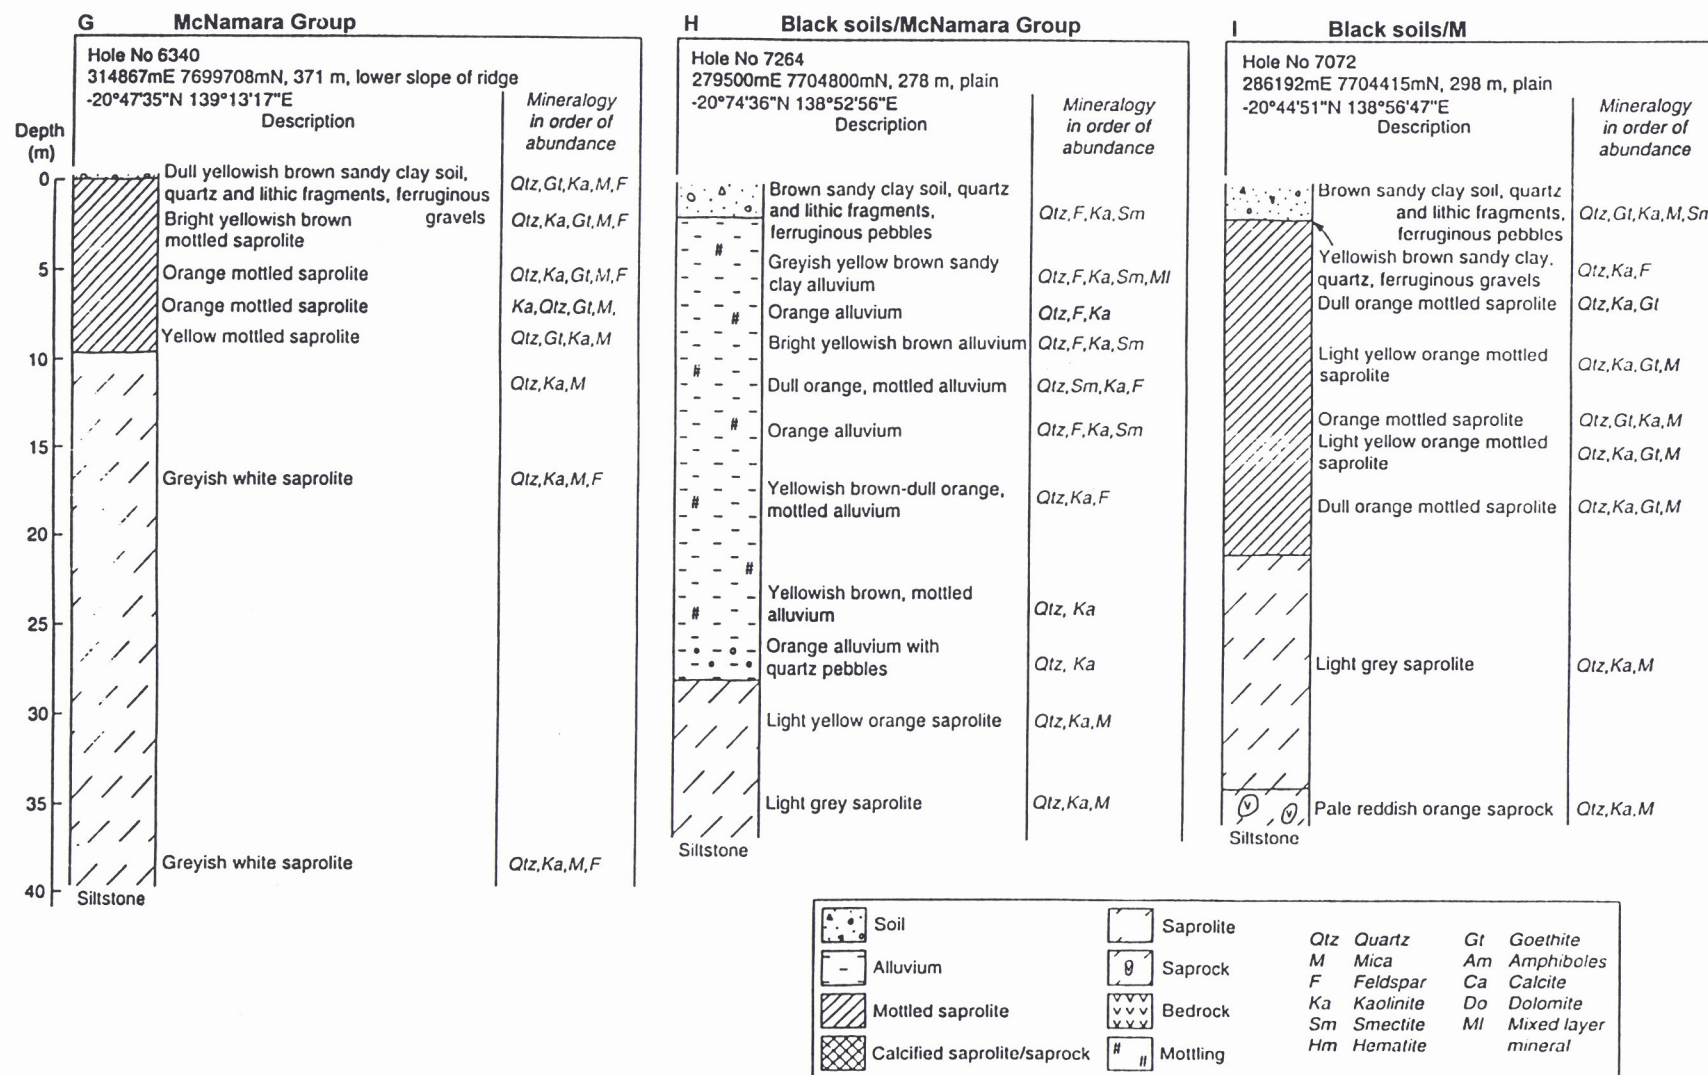 G McNamara Group
Hole No 6340
314867mE 7699708mN, 371 m, lower slope of ridge
-20°47'35"N 139°13'17"E
Description
Mineralogy
in order of
abundance
Depth
(m)
0
5
10
15
20
25
30
35
40
Dull yellowish brown sandy clay soil,
quartz and lithic fragments, ferruginous
gravels
Qtz,Gt,Ka,M,F
Bright yellowish brown
mottled saprolite
Qtz,Ka,Gt,M,F
Orange mottled saprolite Qtz,Ka,Gt,M,F
Orange mottled saprolite Ka,Qtz,Gt,M,
Yellow mottled saprolite Qtz,Gt,Ka,M
Qtz,Ka,M
Greyish white saprolite Qtz,Ka,M,F
Greyish white saprolite Qtz,Ka,M,F
Siltstone
H Black soils/McNamara Group
Hole No 7264
279500mE 7704800mN, 278 m, plain
-20°74'36"N 138°52'56"E
Description
Mineralogy
in order of
abundance
Brown sandy clay soil, quartz
and lithic fragments,
ferruginous pebbles
Qtz,F,Ka,Sm
Greyish yellow brown sandy
clay alluvium
Qtz,F,Ka,Sm,Ml
Orange alluvium Qtz,F,Ka
Bright yellowish brown alluvium Qtz,F,Ka,Sm
Dull orange, mottled alluvium Qtz,Sm,Ka,F
Orange alluvium Qtz,F,Ka,Sm
Yellowish brown-dull orange,
mottled alluvium
Qtz,Ka,F
Yellowish brown, mottled
alluvium
Qtz, Ka
Orange alluvium with
quartz pebbles
Qtz, Ka
Light yellow orange saprolite Qtz,Ka,M
Light grey saprolite Qtz,Ka,M
Siltstone
I Black soils/M
Hole No 7072
286192mE 7704415mN, 298 m, plain
-20°44'51"N 138°56'47"E
Description
Mineralogy
in order of
abundance
Brown sandy clay soil, quartz
and lithic fragments,
ferruginous pebbles
Qtz,Gt,Ka,M,Sm
Yellowish brown sandy clay.
quartz, ferruginous gravels
Qtz,Ka,F
Dull orange mottled saprolite Qtz,Ka,Gt
Light yellow orange mottled
saprolite
Qtz,Ka,Gt,M
Orange mottled saprolite Qtz,Gt,Ka,M
Light yellow orange mottled
saprolite
Qtz,Ka,Gt,M
Dull orange mottled saprolite Qtz,Ka,Gt,M
Light grey saprolite Qtz,Ka,M
Pale reddish orange saprock Qtz,Ka,M
Siltstone
Soil
Alluvium
Mottled saprolite
Calcified saprolite/saprock
Saprolite
Saprock
Bedrock
Mottling
Qtz Quartz
M Mica
F Feldspar
Ka Kaolinite
Sm Smectite
Hm Hematite
Gt Goethite
Am Amphiboles
Ca Calcite
Do Dolomite
Ml Mixed layer
mineral